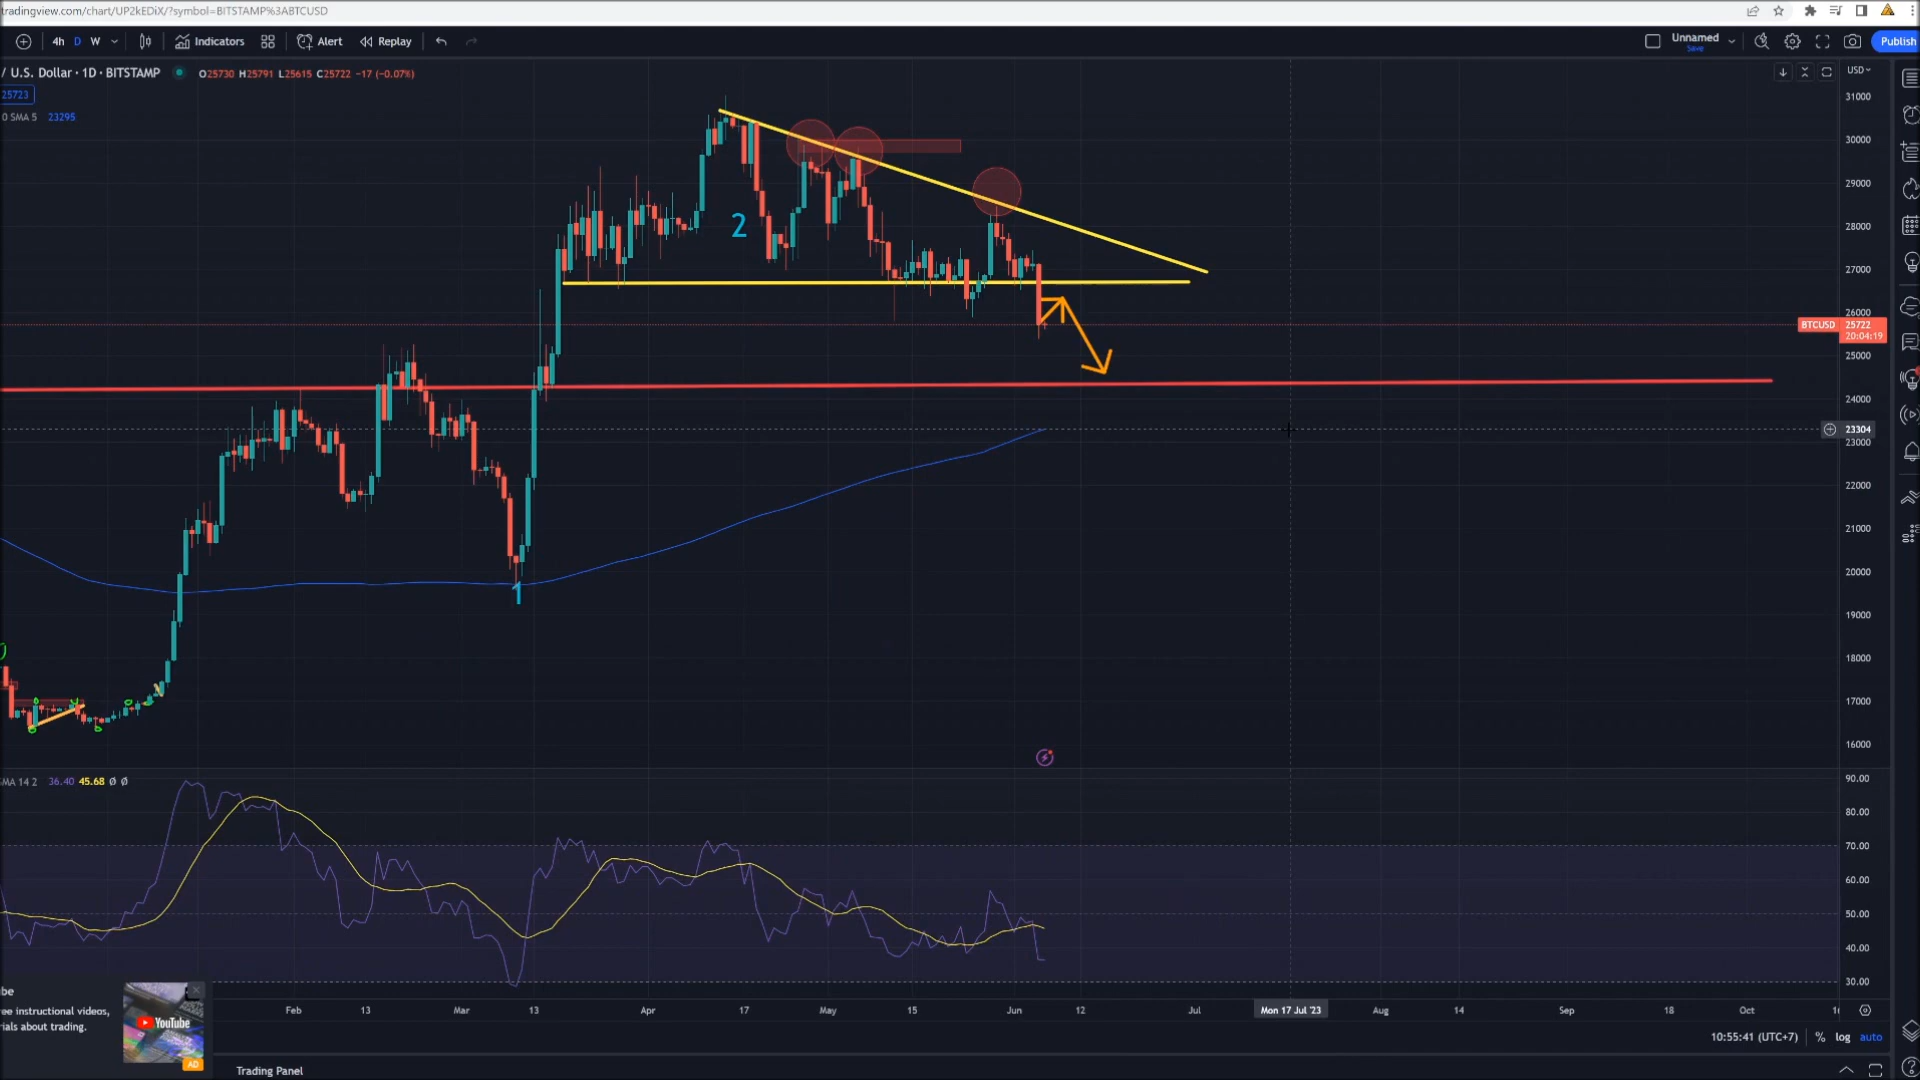 tradingview.com/chart/UP2kEDiX/?symbol=BITSTAMP%3ABTCUSD
4h D W Indicators Alert Replay Unnamed Save Publish
/ U.S. Dollar · 1D · BITSTAMP O25730 H25791 L25615 C25722 −17 (−0.07%)
USD
25723
0 SMA 5 23295
31000
30000
29000
28000
27000
26000
BTCUSD 25722
20:04:19
25000
24000
23304
23000
22000
21000
20000
19000
18000
17000
16000
2
1
SMA 14 2 36.40 45.68 Ø Ø
90.00
80.00
70.00
60.00
50.00
40.00
30.00
be
ee instructional videos,
ials about trading.
YouTube
AD
Feb 13 Mar 13 Apr 17 May 15 Jun 12 Jul Mon 17 Jul '23 Aug 14 Sep 18 Oct
10:55:41 (UTC+7) % log auto
Trading Panel